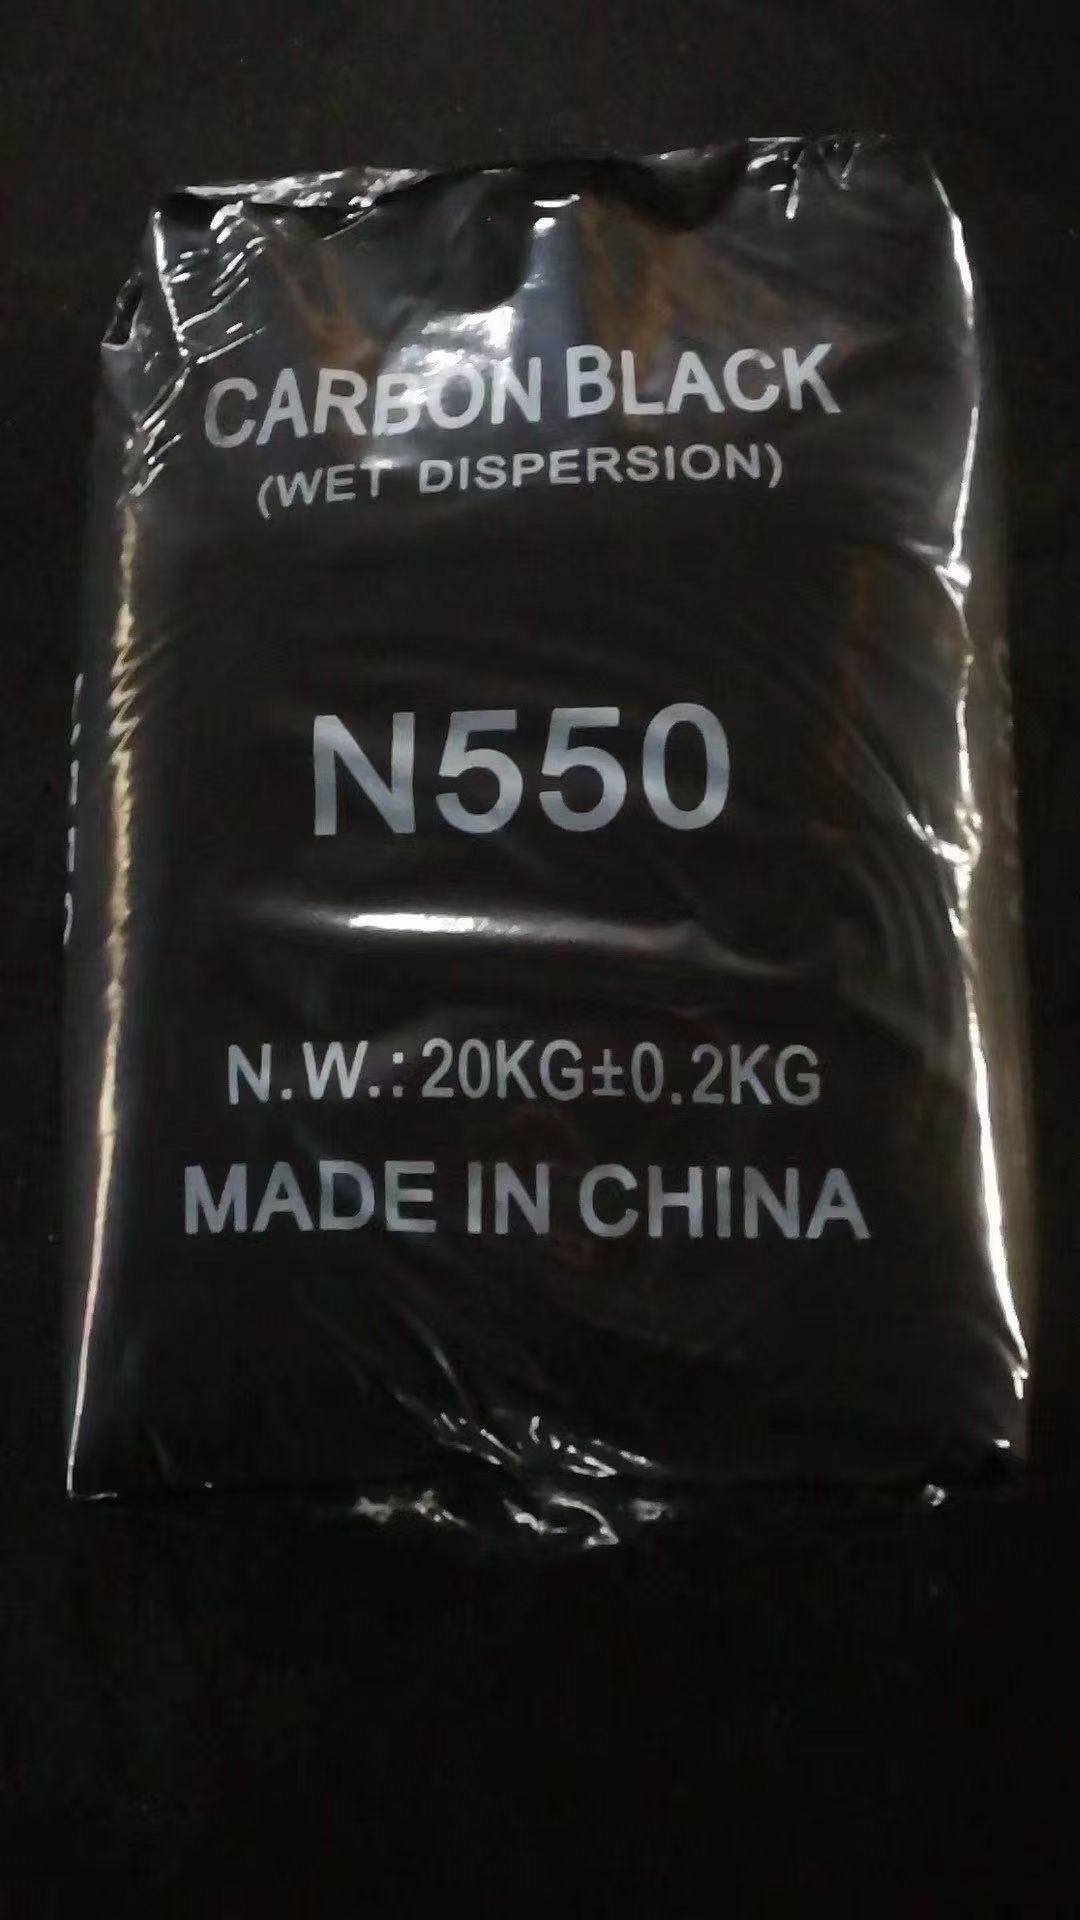 CARBON BLACK
(WET DISPERSION)
N550
N.W.: 20KG±0.2KG
MADE IN CHINA